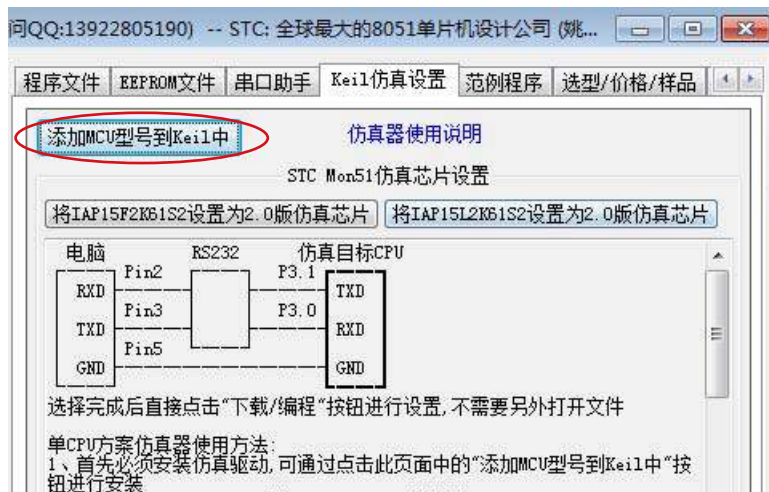 问QQ:13922805190) -- STC: 全球最大的8051单片机设计公司 (姚...
程序文件 EEPROM文件 串口助手 Keil仿真设置 范例程序 选型/价格/样品
添加MCU型号到Keil中 仿真器使用说明
STC Mon51仿真芯片设置
将IAP15F2K61S2设置为2.0版仿真芯片 将IAP15L2K61S2设置为2.0版仿真芯片
电脑 RS232 仿真目标CPU
Pin2 P3.1
RXD TXD
Pin3 P3.0
TXD RXD
Pin5
GND GND
选择完成后直接点击“下载/编程“按钮进行设置,不需要另外打开文件
单CPU方案仿真器使用方法:
1、首先必须安装仿真驱动,可通过点击此页面中的“添加MCU型号到Keil中“按
钮进行安装